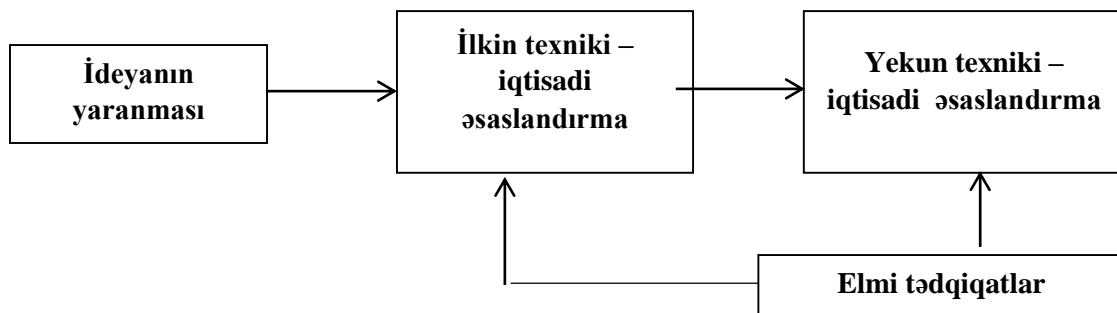 İdeyanın
yaranması
İlkin texniki –
iqtisadi
əsaslandırma
Yekun texniki –
iqtisadi əsaslandırma
Elmi tədqiqatlar